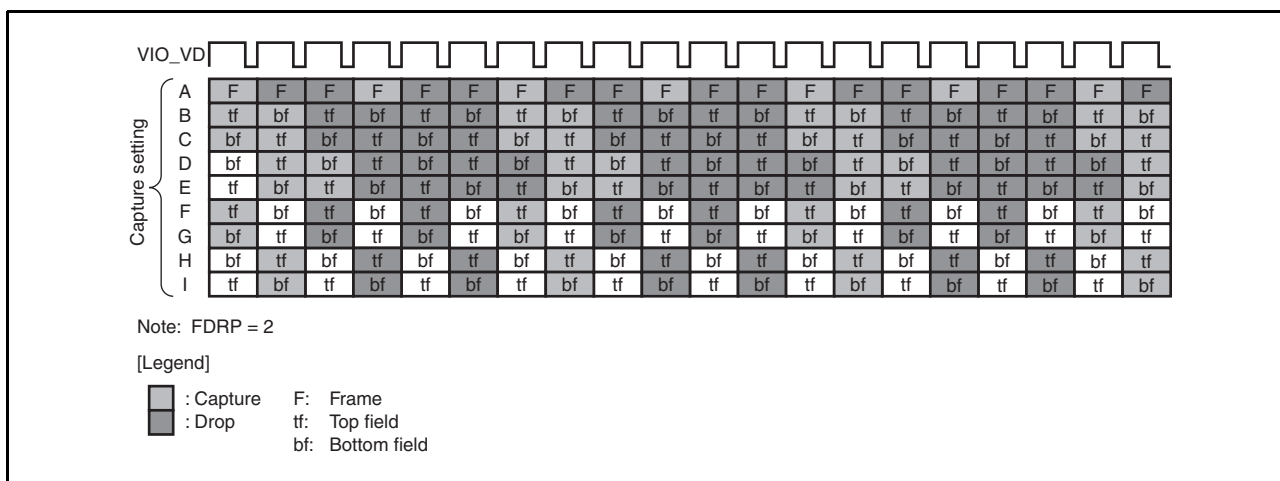 VIO_VD
Capture setting
A F F F F F F F F F F F F F F F F F F F F
B tf bf tf bf tf bf tf bf tf bf tf bf tf bf tf bf tf bf tf bf
C bf tf bf tf bf tf bf tf bf tf bf tf bf tf bf tf bf tf bf tf
D bf tf bf tf bf tf bf tf bf tf bf tf bf tf bf tf bf tf bf tf
E tf bf tf bf tf bf tf bf tf bf tf bf tf bf tf bf tf bf tf bf
F tf bf tf bf tf bf tf bf tf bf tf bf tf bf tf bf tf bf tf bf
G bf tf bf tf bf tf bf tf bf tf bf tf bf tf bf tf bf tf bf tf
H bf tf bf tf bf tf bf tf bf tf bf tf bf tf bf tf bf tf bf tf
I tf bf tf bf tf bf tf bf tf bf tf bf tf bf tf bf tf bf tf bf
Note: FDRP = 2
[Legend]
: Capture F: Frame
: Drop tf: Top field
bf: Bottom field